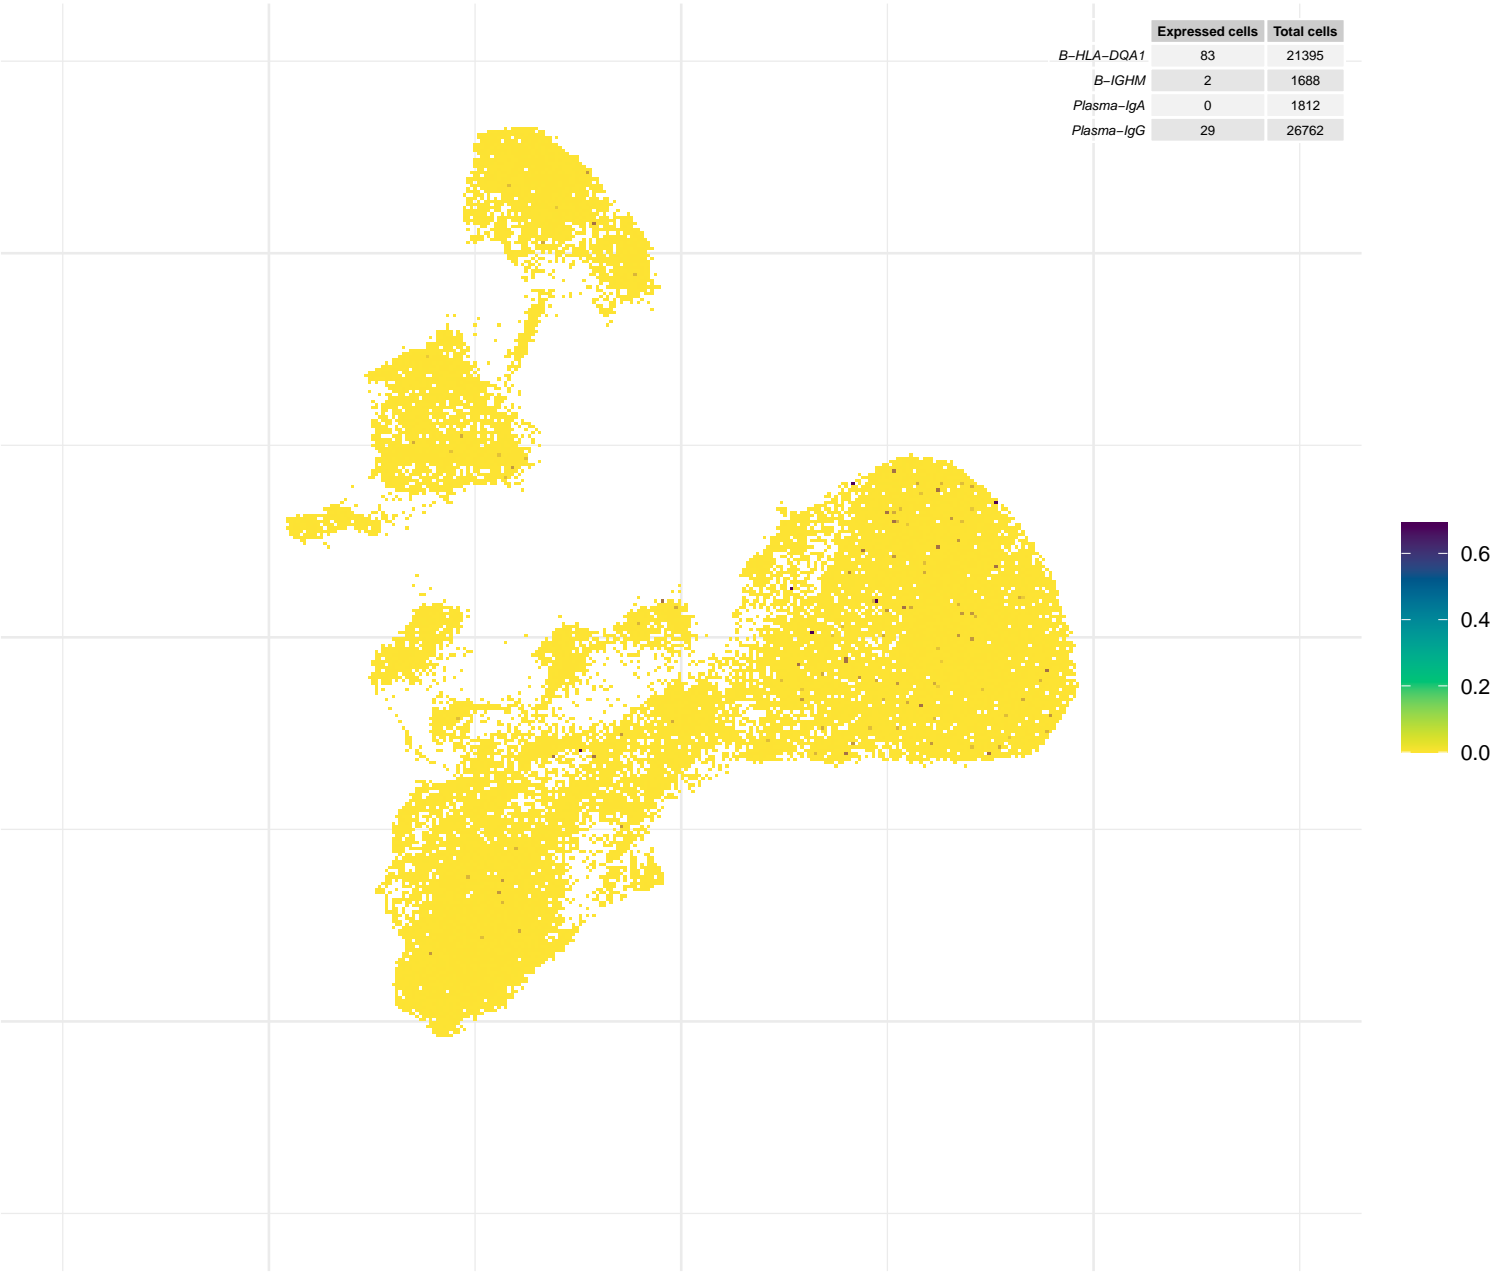 Expressed cells Total cells
B−HLA−DQA1 83 21395
B−IGHM 2 1688
Plasma−IgA 0 1812
Plasma−IgG 29 26762
0.6
0.4
0.2
0.0